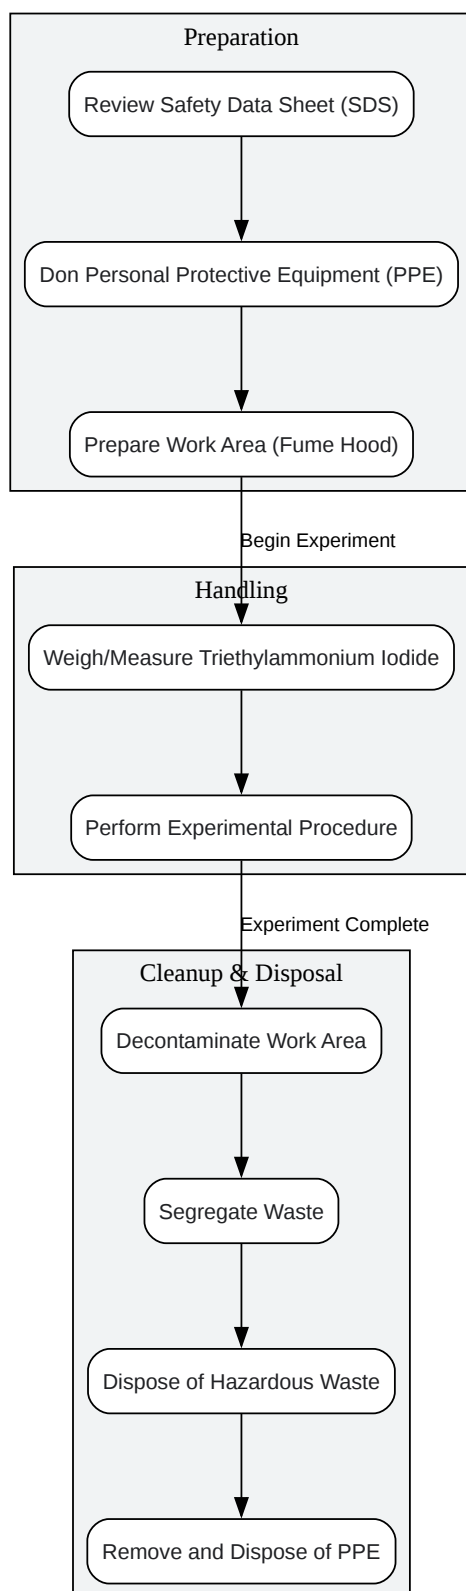 Preparation
Review Safety Data Sheet (SDS)
Don Personal Protective Equipment (PPE)
Prepare Work Area (Fume Hood)
Begin Experiment
Handling
Weigh/Measure Triethylammonium Iodide
Perform Experimental Procedure
Experiment Complete
Cleanup & Disposal
Decontaminate Work Area
Segregate Waste
Dispose of Hazardous Waste
Remove and Dispose of PPE